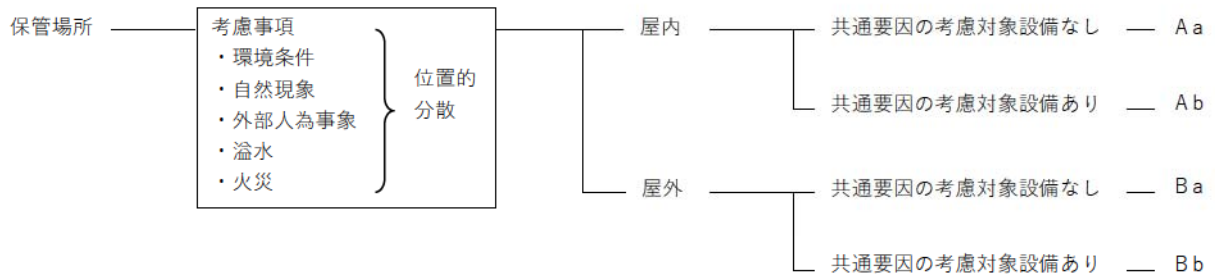 保管場所
考慮事項
・環境条件
・自然現象
・外部人為事象
・溢水
・火災
位置的
分散
屋内
共通要因の考慮対象設備なし
Aa
共通要因の考慮対象設備あり
Ab
屋外
共通要因の考慮対象設備なし
Ba
共通要因の考慮対象設備あり
Bb